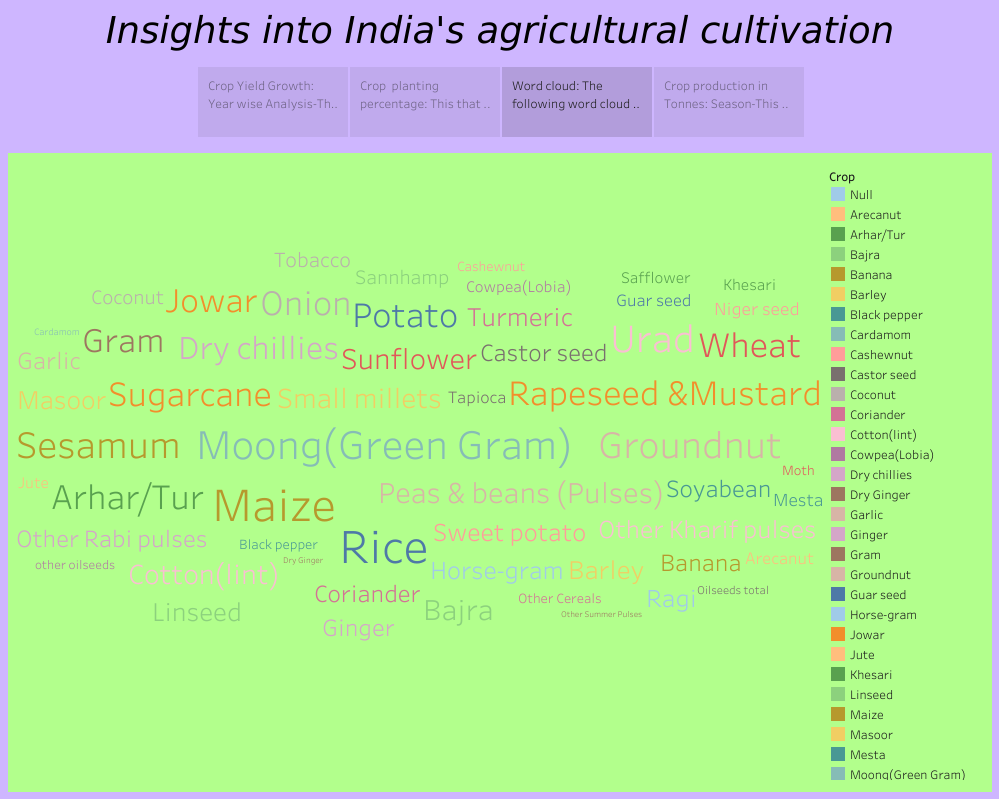 Insights into India's agricultural cultivation
Crop Yield Growth:
Year wise Analysis-Th..
Crop planting
percentage: This that ..
Word cloud: The
following word cloud ..
Crop production in
Tonnes: Season-This ..
Tobacco
Sannhamp
Cashewnut
Cowpea(Lobia)
Safflower
Khesari
Coconut
Jowar
Onion
Potato
Turmeric
Guar seed
Niger seed
Cardamom
Gram
Dry chillies
Sunflower
Castor seed
Urad
Wheat
Garlic
Masoor
Sugarcane
Small millets
Tapioca
Rapeseed &Mustard
Sesamum
Moong(Green Gram)
Groundnut
Moth
Jute
Arhar/Tur
Maize
Peas & beans (Pulses)
Soyabean
Mesta
Other Rabi pulses
Black pepper
Rice
Sweet potato
Other Kharif pulses
other oilseeds
Cotton(lint)
Dry Ginger
Horse-gram
Barley
Banana
Arecanut
Linseed
Coriander
Bajra
Other Cereals
Ragi
Oilseeds total
Other Summer Pulses
Ginger
Crop
Null
Arecanut
Arhar/Tur
Bajra
Banana
Barley
Black pepper
Cardamom
Cashewnut
Castor seed
Coconut
Coriander
Cotton(lint)
Cowpea(Lobia)
Dry chillies
Dry Ginger
Garlic
Ginger
Gram
Groundnut
Guar seed
Horse-gram
Jowar
Jute
Khesari
Linseed
Maize
Masoor
Mesta
Moong(Green Gram)